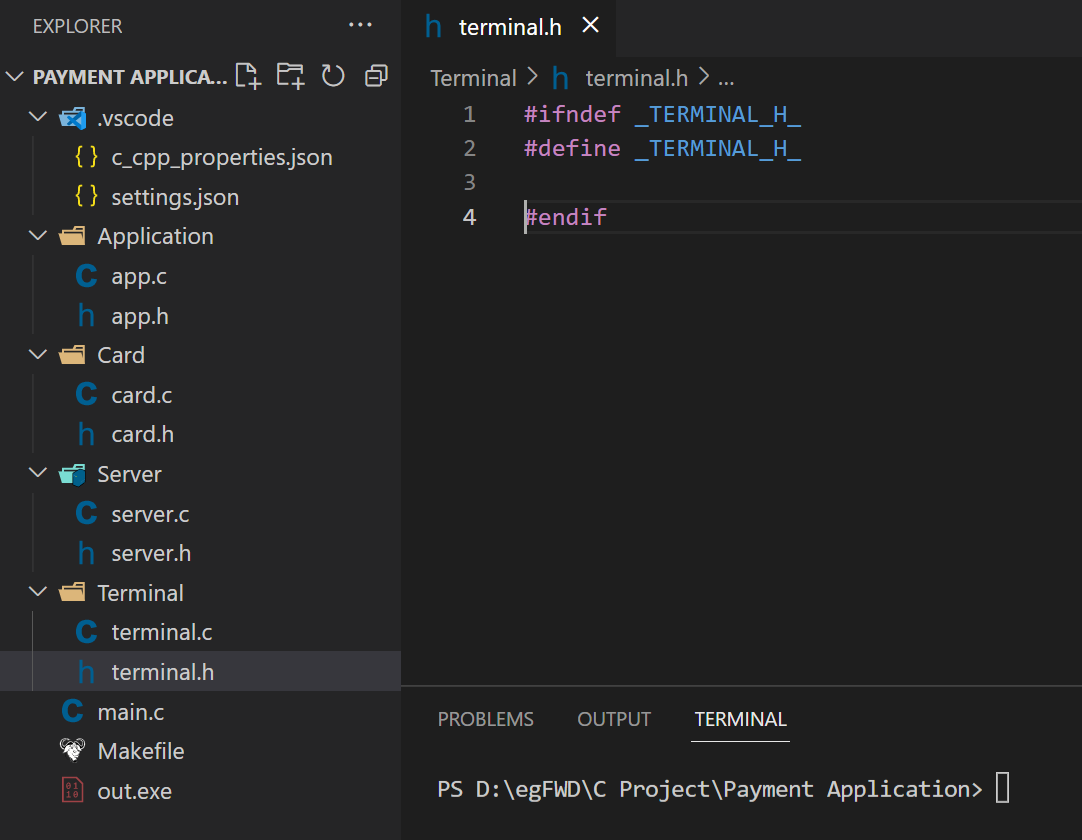 EXPLORER
PAYMENT APPLICA...
.vscode
{} c_cpp_properties.json
{} settings.json
Application
C app.c
h app.h
Card
C card.c
h card.h
Server
C server.c
h server.h
Terminal
C terminal.c
h terminal.h
C main.c
Makefile
out.exe
h terminal.h
Terminal > h terminal.h > ...
1 #ifndef _TERMINAL_H_
2 #define _TERMINAL_H_
3
4 #endif
PROBLEMS OUTPUT TERMINAL
PS D:\egFWD\C Project\Payment Application>